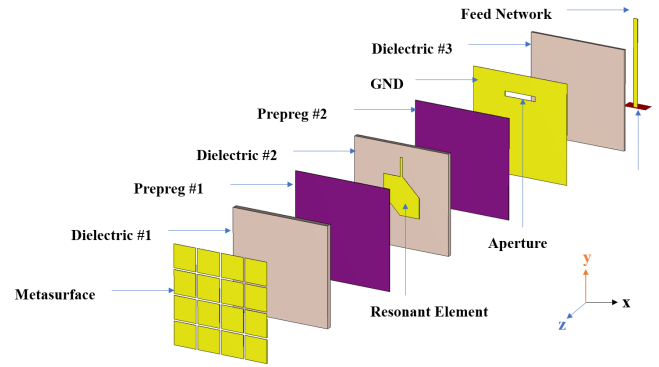 Feed Network
Dielectric #3
GND
Prepreg #2
Dielectric #2
Prepreg #1
Dielectric #1
Metasurface
Aperture
Resonant Element
y
x
z